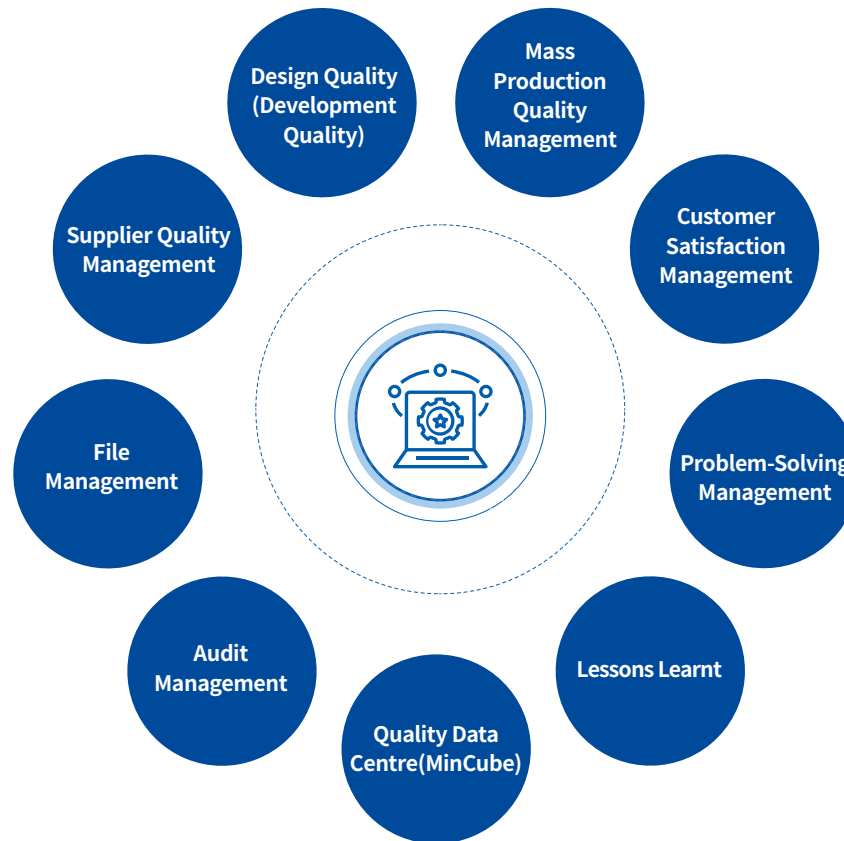 Design Quality
(Development
Quality)
Mass
Production
Quality
Management
Customer
Satisfaction
Management
Problem-Solving
Management
Lessons Learnt
Quality Data
Centre(MinCube)
Audit
Management
File
Management
Supplier Quality
Management